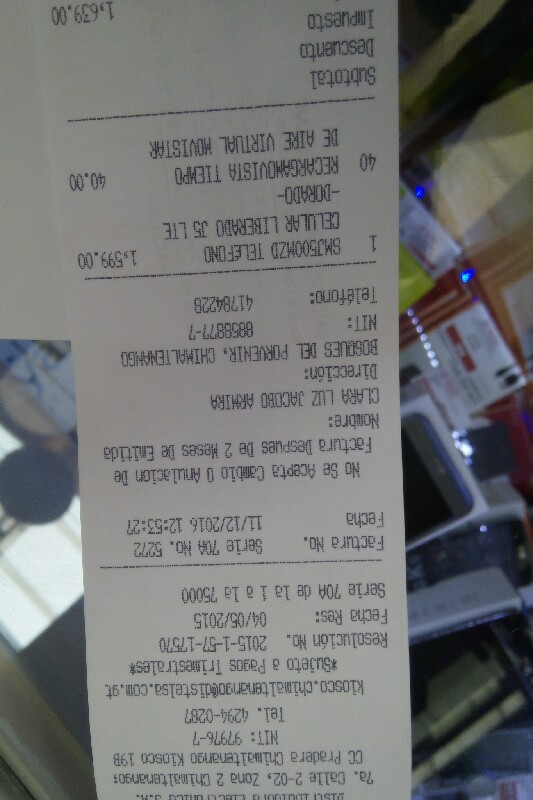 Distribuidora Electronica S.A.
7a. Calle 2-02, Zona 2 Chimaltenango;
CC Pradera Chimaltenango Kiosco 19B
NIT: 97976-7
Tel. 4294-0287
kiosco.chimaltenango@distelsa.com.gt
*Sujeto a Pagos Trimestrales*
Resolución No. 2015-1-57-17570
Fecha Res: 04/05/2015
Serie 70A de la 1 a la 75000
Factura No. Serie 70A No. 5272
Fecha 11/12/2016 12:53:27
No Se Acepta Cambio O Anulacion De
Factura Despues De 2 Meses De Emitida
Nombre:
CLARA LUZ JACOBO ARMIRA
Dirección:
BOSQUES DEL PORVENIR, CHIMALTENANGO
NIT: 8858877-7
Teléfono: 41784228
1 SMJ500MZD TELEFONO 1,599.00
CELULAR LIBERADO J5 LTE
-DORADO-
40 RECARGAMOVISTA TIEMPO 40.00
DE AIRE VIRTUAL MOVISTAR
Subtotal
Descuento
Impuesto
1,639.00